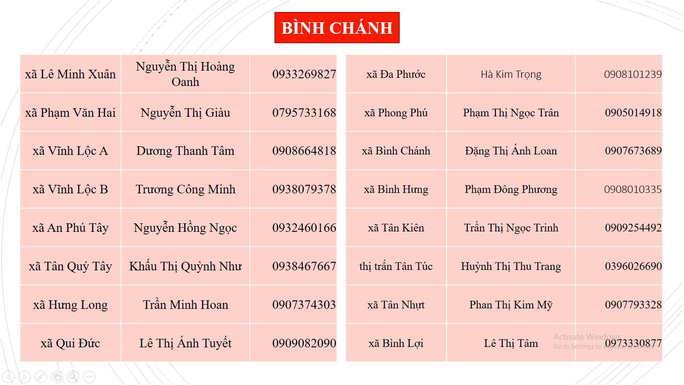 BÌNH CHÁNH
xã Lê Minh Xuân Nguyễn Thị Hoàng Oanh 0933269827
xã Phạm Văn Hai Nguyễn Thị Giàu 0795733168
xã Vĩnh Lộc A Dương Thanh Tâm 0908664818
xã Vĩnh Lộc B Trương Công Minh 0938079378
xã An Phú Tây Nguyễn Hồng Ngọc 0932460166
xã Tân Quý Tây Khấu Thị Quỳnh Như 0938467667
xã Hưng Long Trần Minh Hoan 0907374303
xã Qui Đức Lê Thị Ánh Tuyết 0909082090
xã Đa Phước Hà Kim Trọng 0908101239
xã Phong Phú Phạm Thị Ngọc Trân 0905014918
xã Bình Chánh Đặng Thị Ánh Loan 0907673689
xã Bình Hưng Phạm Đông Phương 0908010335
xã Tân Kiên Trần Thị Ngọc Trinh 0909254492
thị trấn Tân Túc Huỳnh Thị Thu Trang 0396026690
xã Tân Nhựt Phan Thị Kim Mỹ 0907793328
xã Bình Lợi Lê Thị Tâm 0973330877
Activate Windows
Go to Settings to